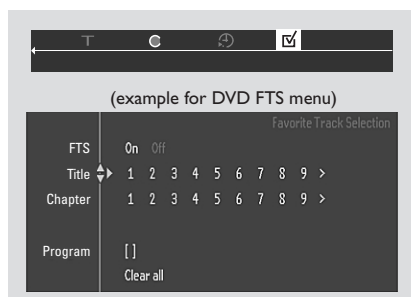 (example for DVD FTS menu)
Favorite Track Selection
FTS On Off
Title 1 2 3 4 5 6 7 8 9 >
Chapter 1 2 3 4 5 6 7 8 9 >
Program [ ]
Clear all